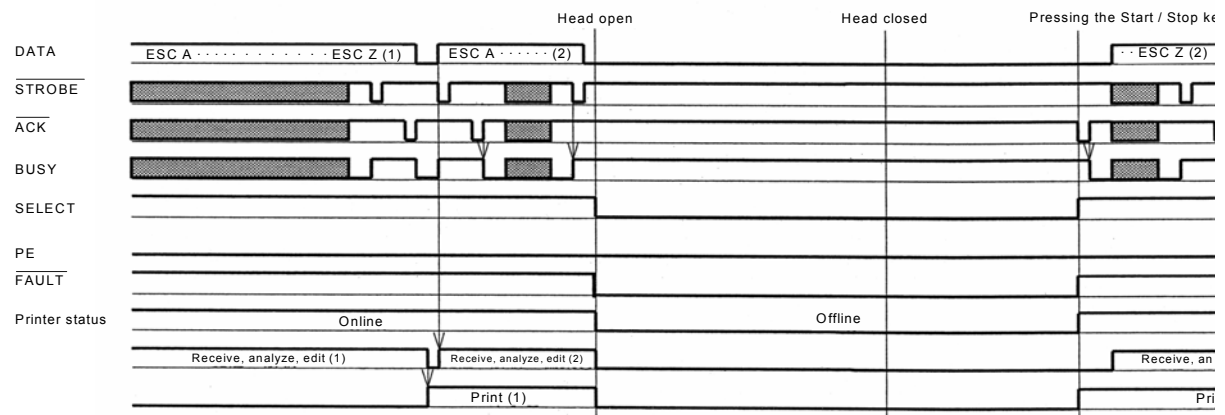 Head open Head closed Pressing the Start / Stop ke
DATA ESC A · · · · · · · · · · · · · ESC Z (1) ESC A · · · · · · (2) · · ESC Z (2)
STROBE
ACK
BUSY
SELECT
PE
FAULT
Printer status Online Offline
Receive, analyze, edit (1) Receive, analyze, edit (2) Receive, an
Print (1) Pri